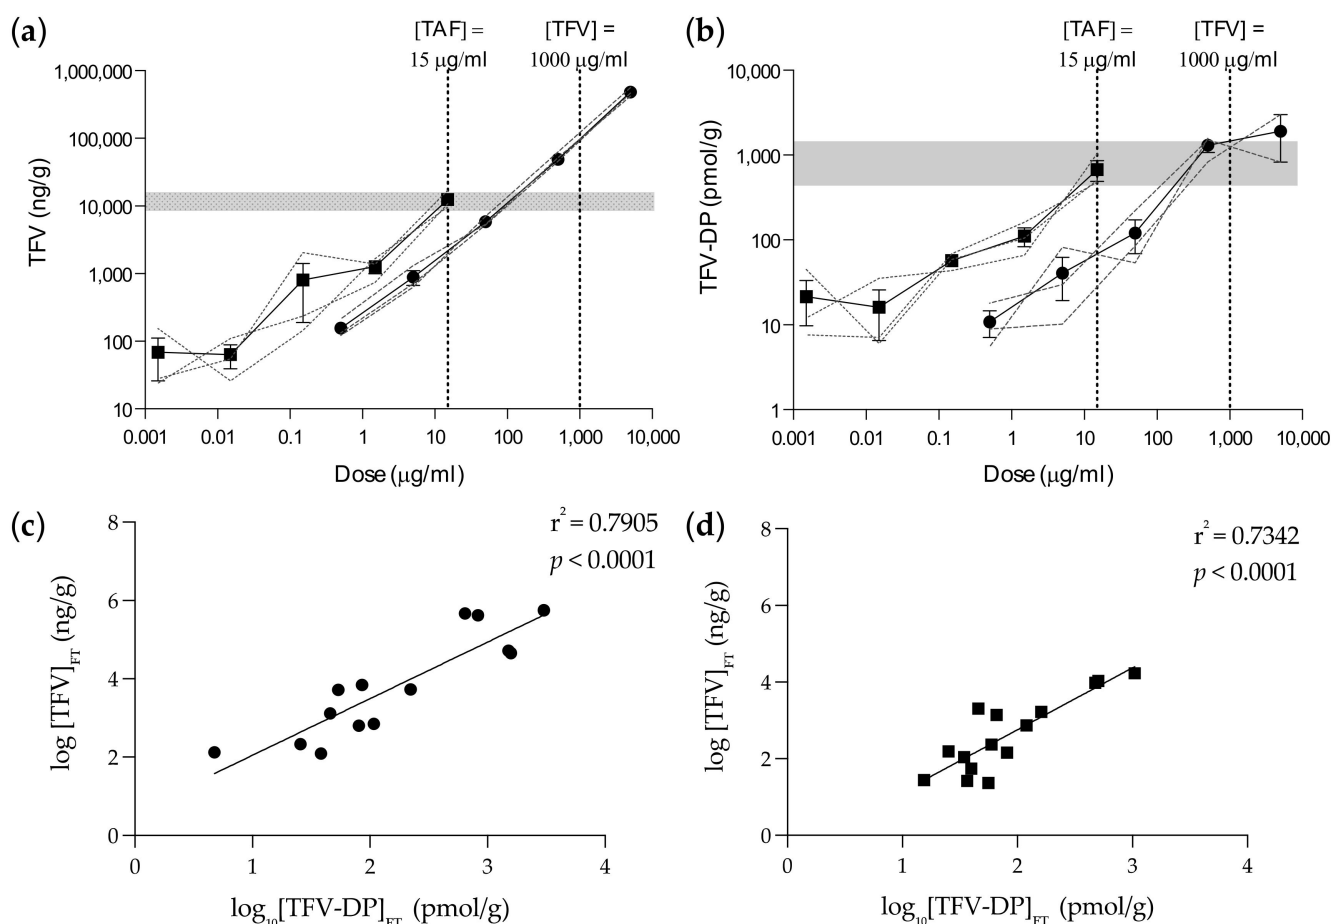 (a)
[TAF] =
15 μg/ml
[TFV] =
1000 μg/ml
TFV (ng/g)
1,000,000
100,000
10,000
1,000
100
10
0.001 0.01 0.1 1 10 100 1,000 10,000
Dose (μg/ml)
(b)
[TAF] =
15 μg/ml
[TFV] =
1000 μg/ml
TFV-DP (pmol/g)
10,000
1,000
100
10
1
0.001 0.01 0.1 1 10 100 1,000 10,000
Dose (μg/ml)
(c)
r² = 0.7905
p < 0.0001
log [TFV]FT (ng/g)
8
6
4
2
0
0 1 2 3 4
log₁₀[TFV-DP]FT (pmol/g)
(d)
r² = 0.7342
p < 0.0001
log [TFV]FT (ng/g)
8
6
4
2
0
0 1 2 3 4
log₁₀[TFV-DP]FT (pmol/g)